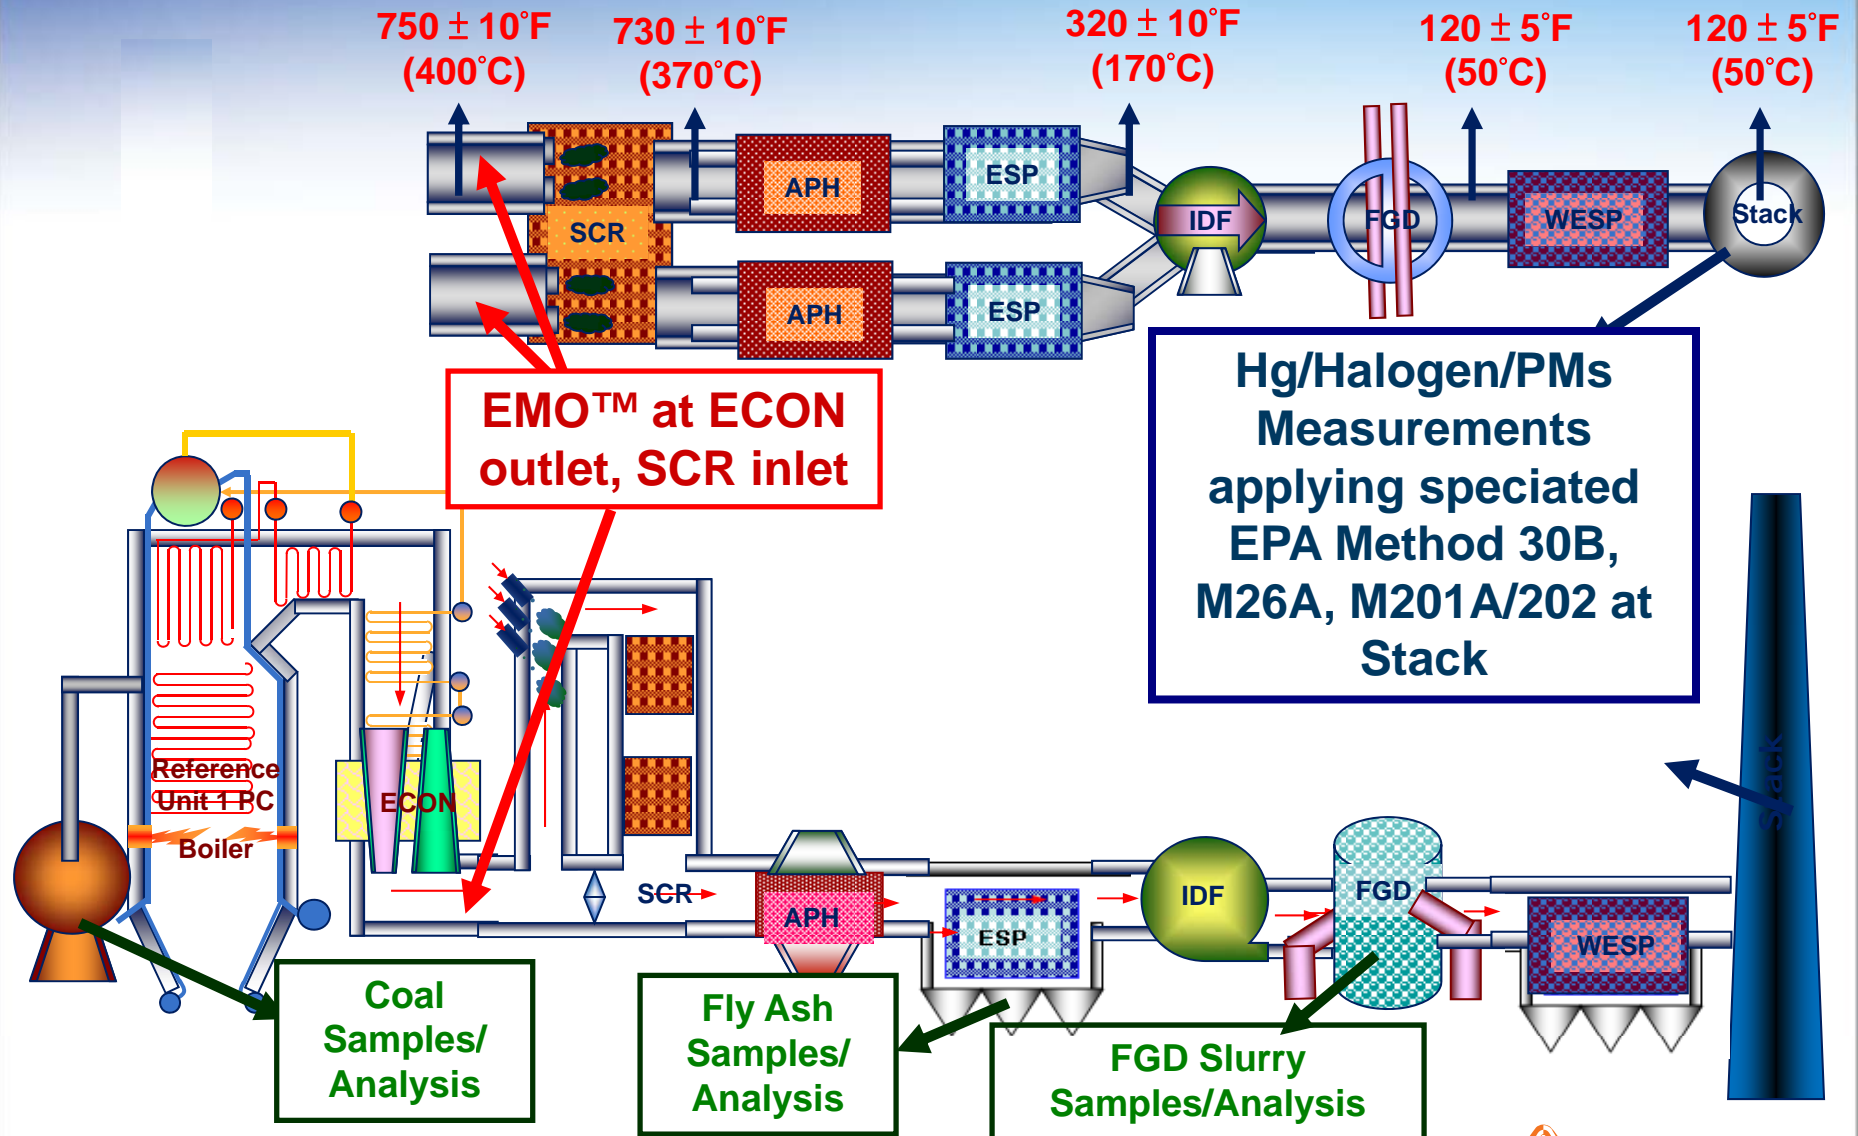 750 ± 10°F
(400°C)
730 ± 10°F
(370°C)
320 ± 10°F
(170°C)
120 ± 5°F
(50°C)
120 ± 5°F
(50°C)
SCR
APH
ESP
IDF
FGD
WESP
Stack
APH
ESP
EMO™ at ECON
outlet, SCR inlet
Hg/Halogen/PMs
Measurements
applying speciated
EPA Method 30B,
M26A, M201A/202 at
Stack
Reference
Unit 1 PC
Boiler
ECON
SCR
APH
ESP
IDF
FGD
WESP
Stack
Coal
Samples/
Analysis
Fly Ash
Samples/
Analysis
FGD Slurry
Samples/Analysis